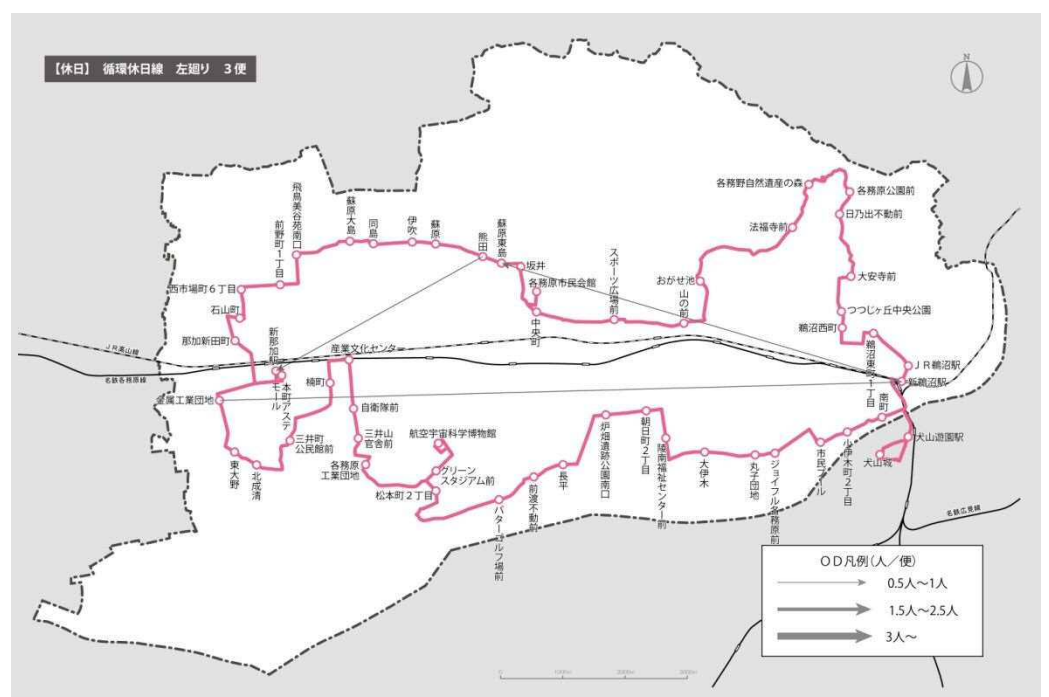 【休日】 循環休日線 左廻り 3便
N
各務野自然遺産の森
各務原公園前
日乃出不動前
法福寺前
飛鳥美谷苑南口
前野町1丁目
蘇原大島
同島
伊吹
蘇原
熊田
蘇原東島
坂井
各務原市民会館
スポーツ広場前
おがせ池
山の前
大安寺前
西市場町6丁目
石山町
中央町
つつじヶ丘中央公園
鵜沼西町
那加新田町
新那加駅
産業文化センタ
JR高山線
名鉄各務原線
鵜沼東町1丁目
JR鵜沼駅
新鵜沼駅
本町アステ
モール
楠町
金属工業団地
自衛隊前
南町
三井町
公民館前
三井山
官舎前
航空宇宙科学博物館
炉畑遺跡公園南口
朝日町2丁目
陵南福祉センター前
犬山遊園駅
犬山城
東大野
北成清
各務原
工業団地
グリーン
スタジアム前
松本町2丁目
長平
前渡不動前
パターゴルフ場前
大伊木
丸子団地
ジョイフル各務原前
市民プール
小伊木町2丁目
名鉄広見線
OD凡例(人/便)
0.5人~1人
1.5人~2.5人
3人~
0
1000m
2000m
3000m